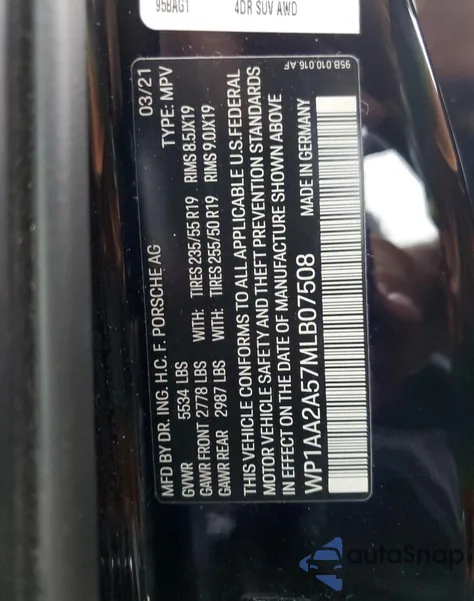 95BAG1 4DR SUV AWD
95B.010.016.AF
MFD BY DR. ING. H.C. F. PORSCHE AG 03/21
GVWR 5534 LBS TYPE: MPV
GAWR FRONT 2778 LBS WITH: TIRES 235/55 R19 RIMS 8.5JX19
GAWR REAR 2987 LBS WITH: TIRES 255/50 R19 RIMS 9.0JX19
THIS VEHICLE CONFORMS TO ALL APPLICABLE U.S.FEDERAL
MOTOR VEHICLE SAFETY AND THEFT PREVENTION STANDARDS
IN EFFECT ON THE DATE OF MANUFACTURE SHOWN ABOVE
WP1AA2A57MLB07508 MADE IN GERMANY
autoSnap